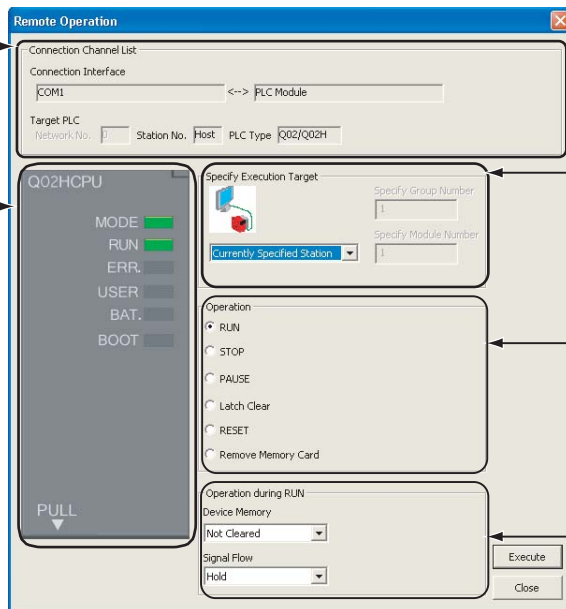 Remote Operation
Connection Channel List
Connection Interface
COM1 <--> PLC Module
Target PLC
Network No. 0 Station No. Host PLC Type Q02/Q02H
Q02HCPU
MODE
RUN
ERR.
USER
BAT.
BOOT
PULL
Specify Execution Target
Currently Specified Station
Specify Group Number
1
Specify Module Number
1
Operation
RUN
STOP
PAUSE
Latch Clear
RESET
Remove Memory Card
Operation during RUN
Device Memory
Not Cleared
Signal Flow
Hold
Execute
Close